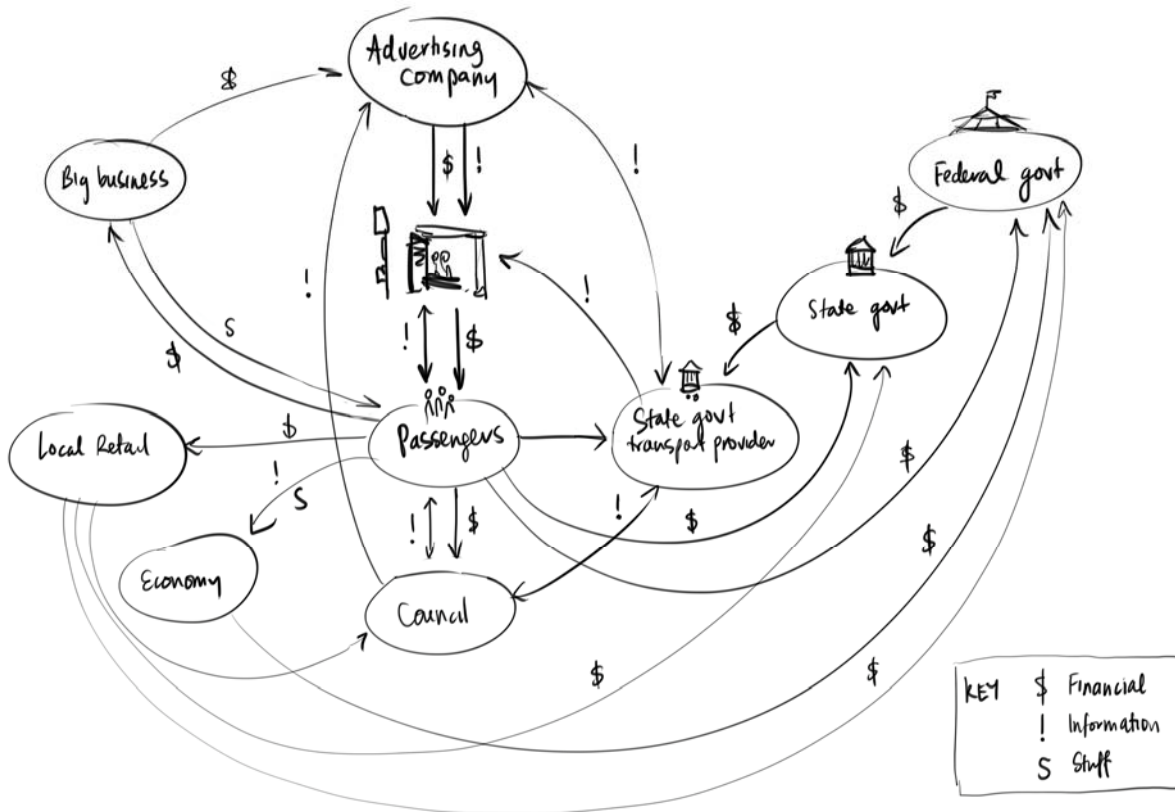 Advertising
company
$
Big business
$
!
!
Federal govt
$
State govt
!
!
$
S
$
!
$
$
Passengers
State govt
transport provider
Local Retail
$
!
S
!
$
!
$
$
$
Economy
Council
$
$
KEY $ Financial
! Information
S Stuff